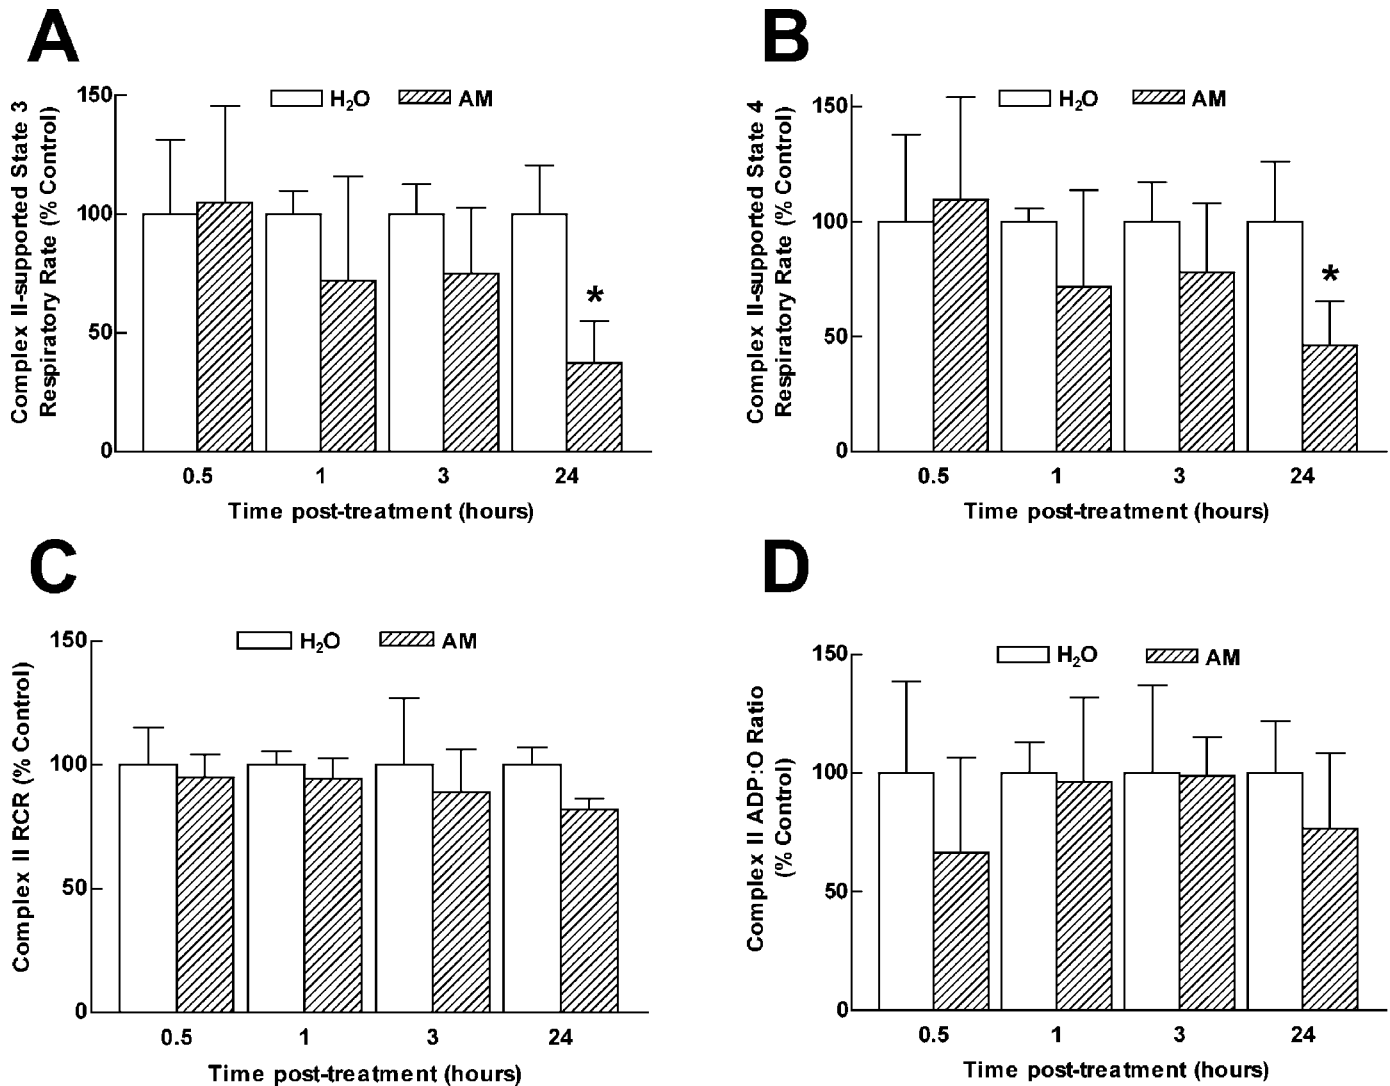 A
Complex II-supported State 3
Respiratory Rate (% Control)
H₂O AM
150
100
50
0
*
0.5 1 3 24
Time post-treatment (hours)
B
Complex II-supported State 4
Respiratory Rate (% Control)
H₂O AM
150
100
50
0
*
0.5 1 3 24
Time post-treatment (hours)
C
Complex II RCR (% Control)
H₂O AM
150
100
50
0
0.5 1 3 24
Time post-treatment (hours)
D
Complex II ADP:O Ratio
(% Control)
H₂O AM
150
100
50
0
0.5 1 3 24
Time post-treatment (hours)